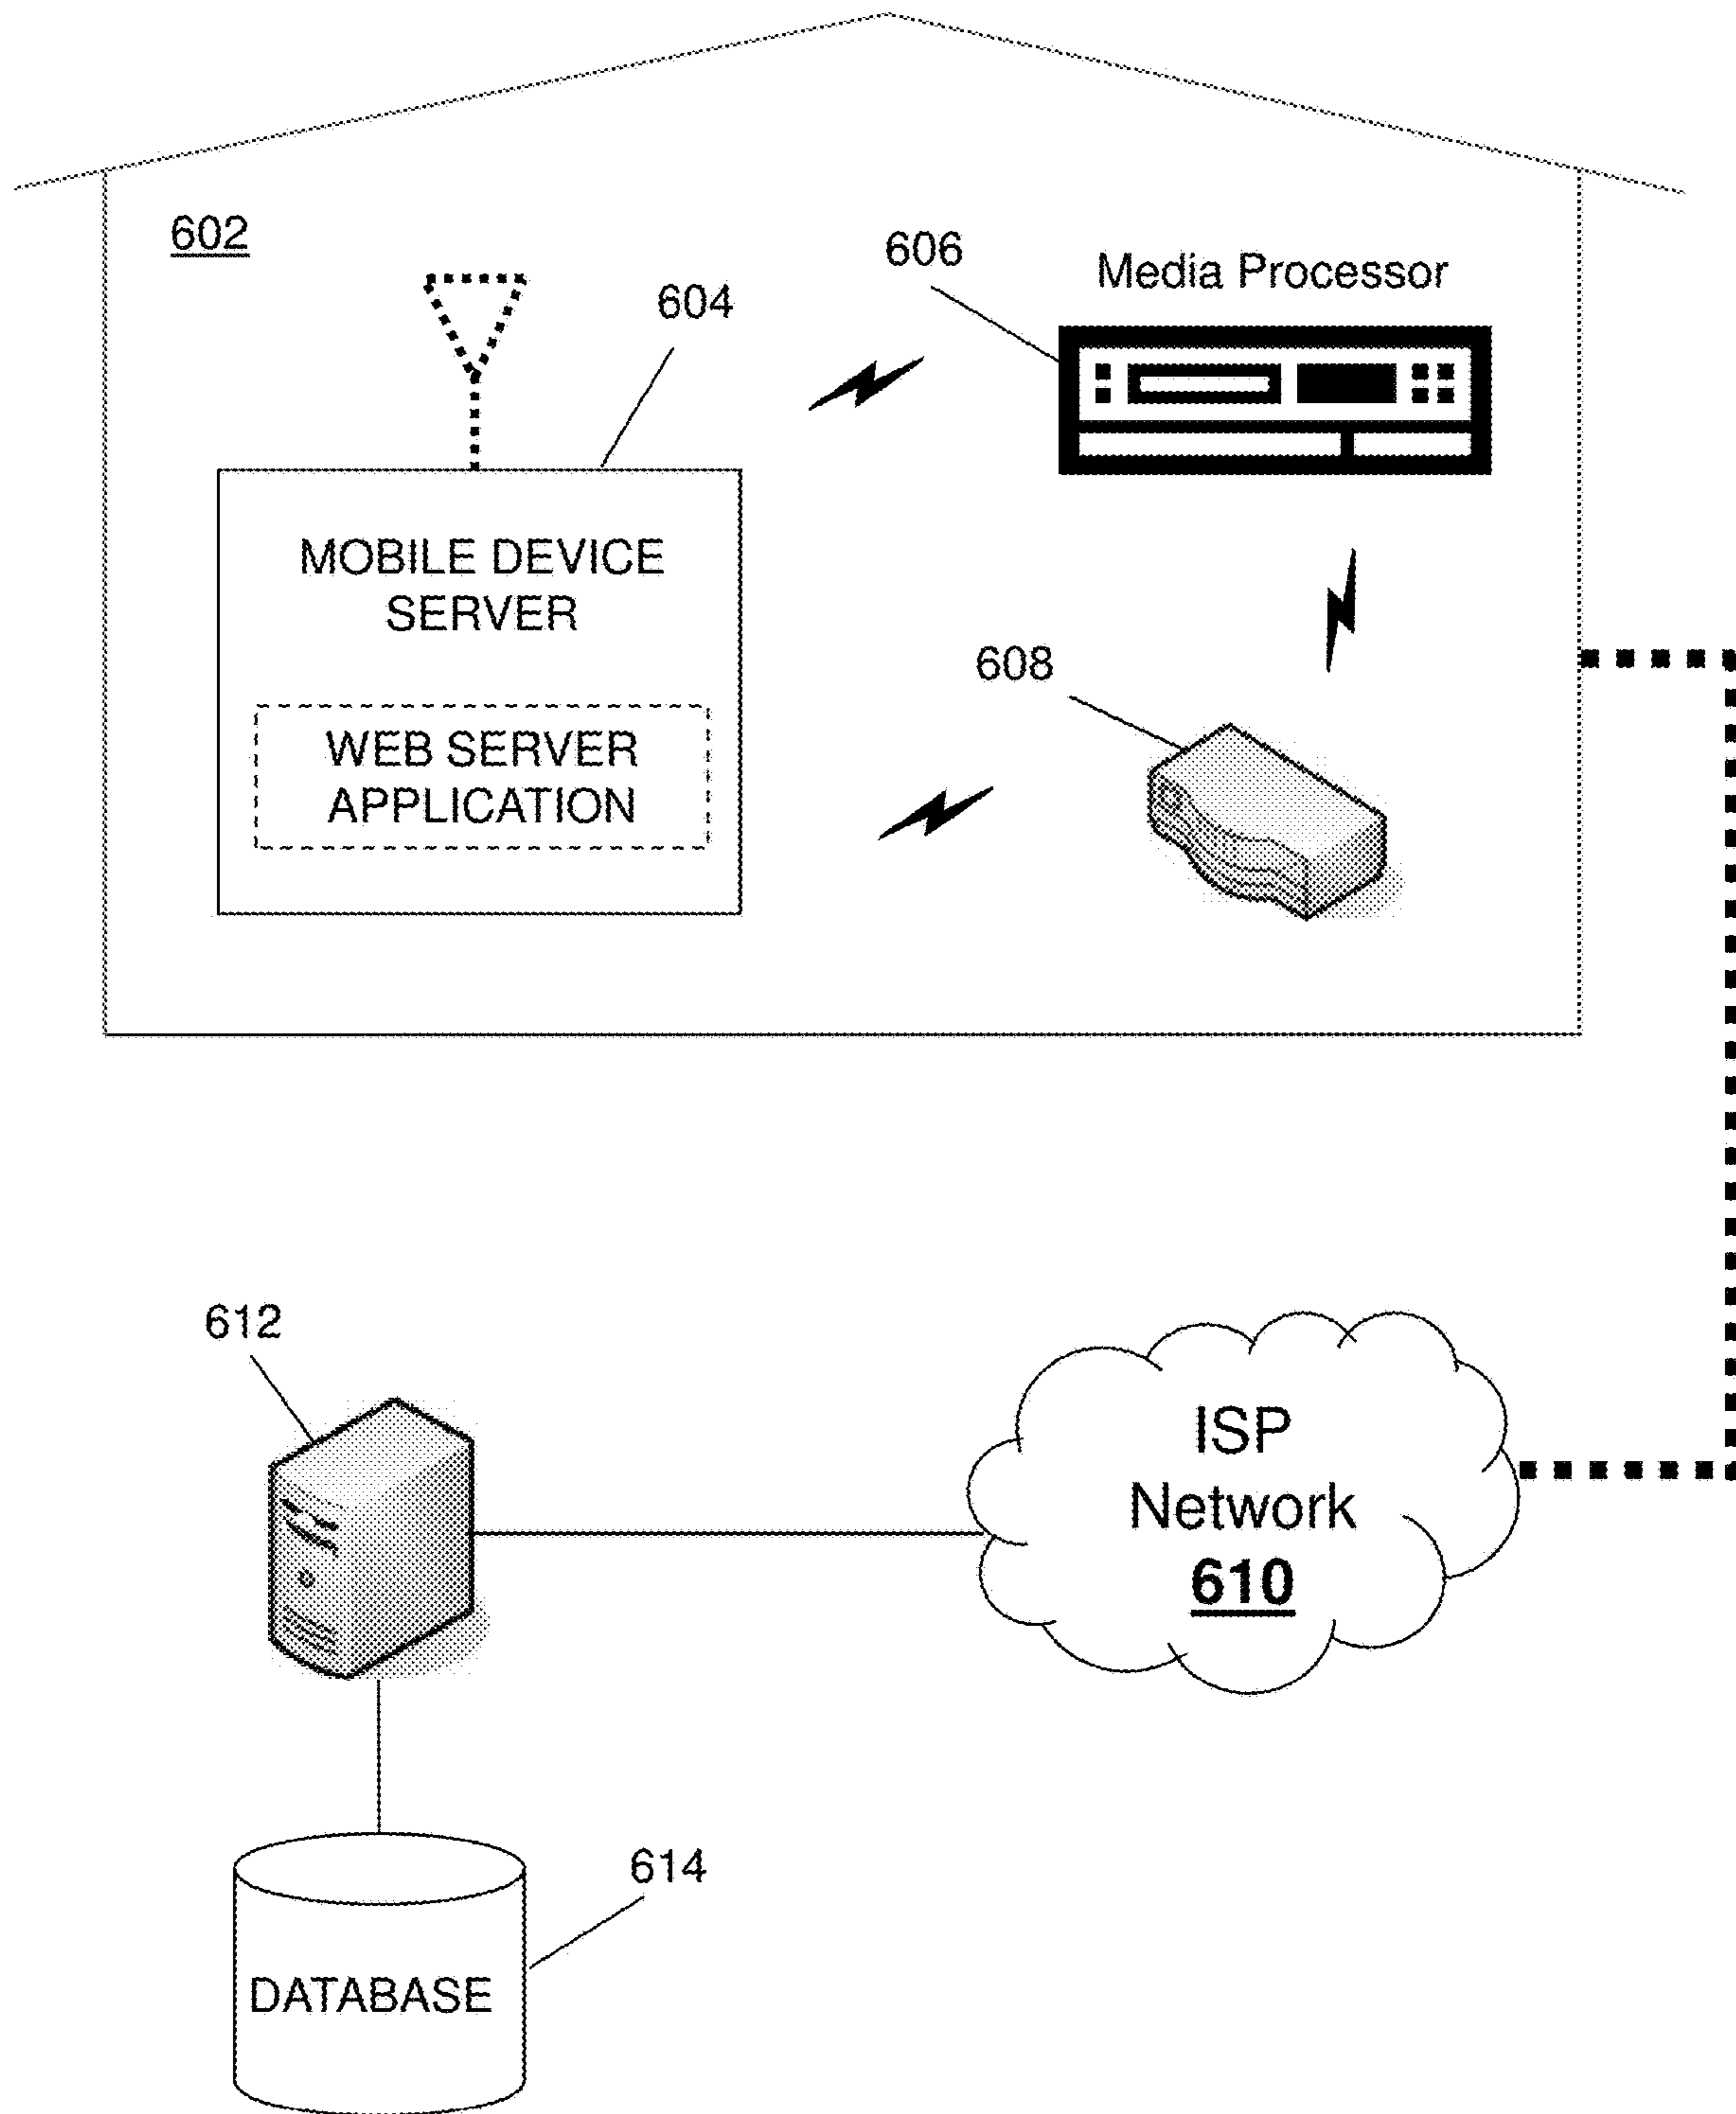 602
606
Media Processor
604
MOBILE DEVICE
SERVER
608
WEB SERVER
APPLICATION
612
ISP
Network
610
614
DATABASE